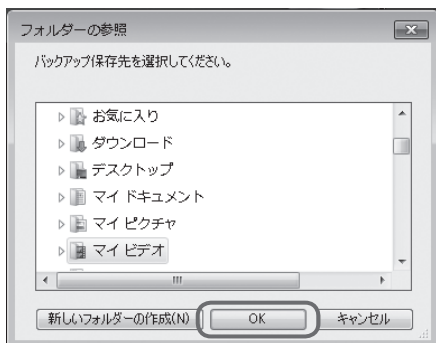 フォルダーの参照
バックアップ保存先を選択してください。
お気に入り
ダウンロード
デスクトップ
マイ ドキュメント
マイ ピクチャ
マイ ビデオ
新しいフォルダーの作成(N)
OK
キャンセル